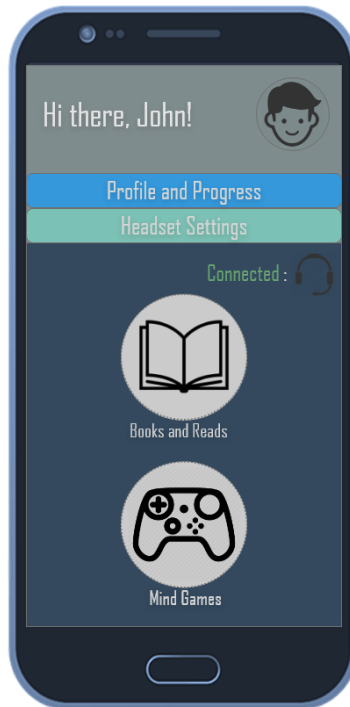 Hi there, John!
Profile and Progress
Headset Settings
Connected :
Books and Reads
Mind Games